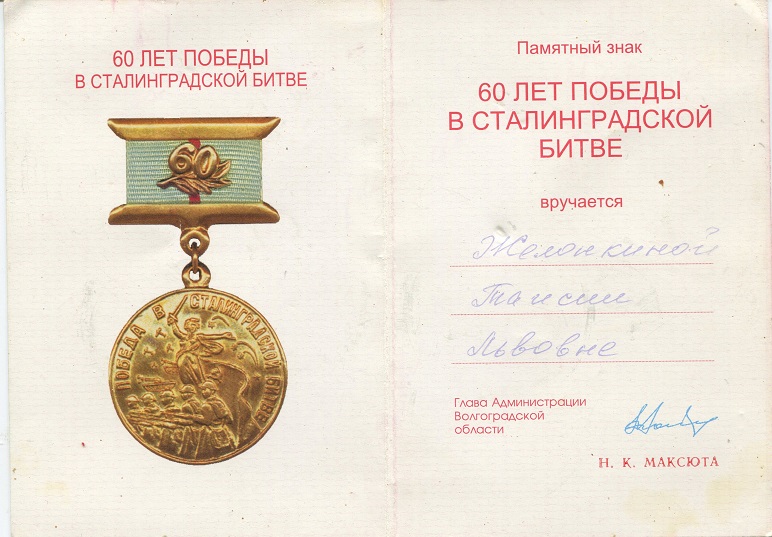 60 ЛЕТ ПОБЕДЫ
В СТАЛИНГРАДСКОЙ БИТВЕ
60
ПОБЕДА В СТАЛИНГРАДСКОЙ БИТВЕ
Памятный знак
60 ЛЕТ ПОБЕДЫ
В СТАЛИНГРАДСКОЙ
БИТВЕ
вручается
Желонкиной
Таисии
Львовне
Глава Администрации
Волгоградской
области
Н. К. МАКСЮТА